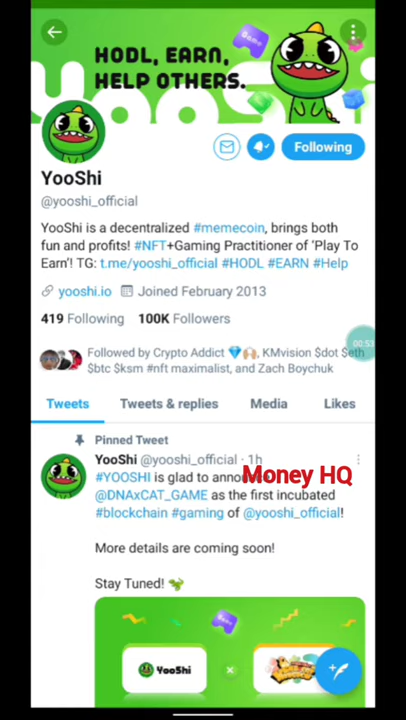 HODL, EARN,
HELP OTHERS.
YooShi
Following
YooShi
@yooshi_official
YooShi is a decentralized #memecoin, brings both
fun and profits! #NFT+Gaming Practitioner of 'Play To
Earn'! TG: t.me/yooshi_official #HODL #EARN #Help
yooshi.io Joined February 2013
419 Following 100K Followers
00:53
Followed by Crypto Addict 💎🙌🏻, KMvision $dot $eth
$btc $ksm #nft maximalist, and Zach Boychuk
Tweets Tweets & replies Media Likes
Pinned Tweet
YooShi @yooshi_official · 1h
#YOOSHI is glad to
Money HQ
@DNAxCAT_GAME as the first incubated
#blockchain #gaming of @yooshi_official!
More details are coming soon!
Stay Tuned! 🦖
YooShi ×